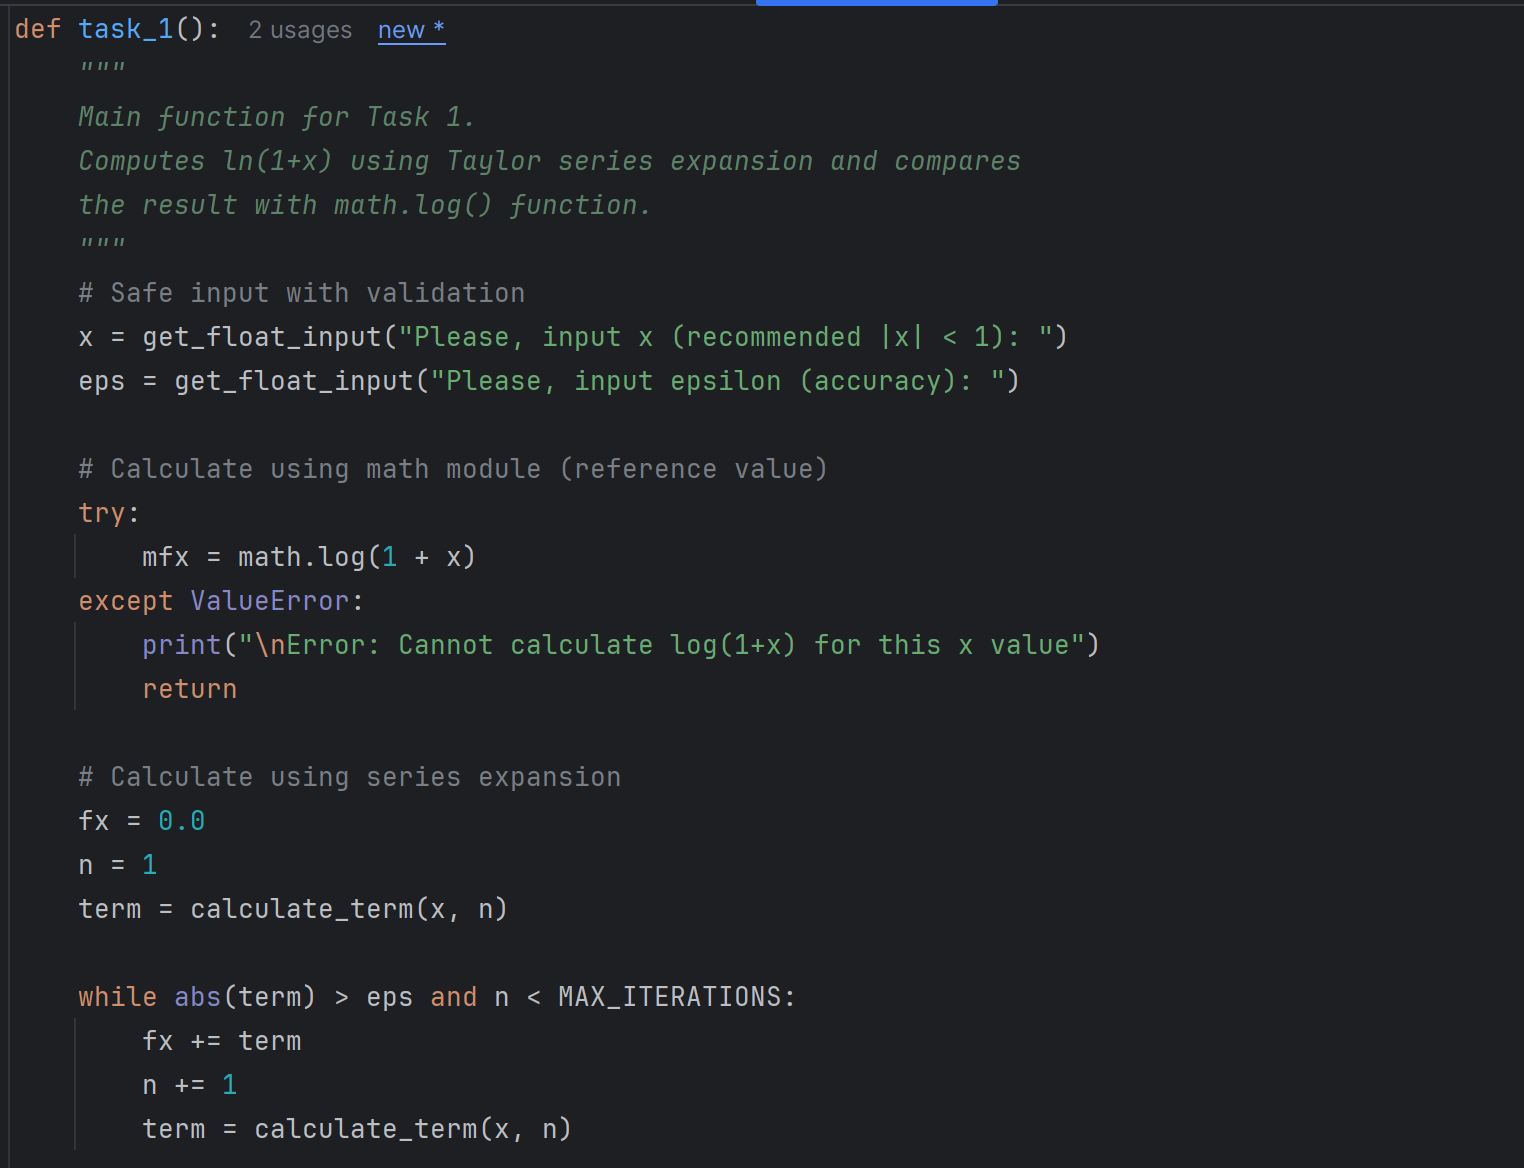 def task_1():  2 usages  new *
    """
    Main function for Task 1.
    Computes ln(1+x) using Taylor series expansion and compares
    the result with math.log() function.
    """
    # Safe input with validation
    x = get_float_input("Please, input x (recommended |x| < 1): ")
    eps = get_float_input("Please, input epsilon (accuracy): ")

    # Calculate using math module (reference value)
    try:
        mfx = math.log(1 + x)
    except ValueError:
        print("\nError: Cannot calculate log(1+x) for this x value")
        return

    # Calculate using series expansion
    fx = 0.0
    n = 1
    term = calculate_term(x, n)

    while abs(term) > eps and n < MAX_ITERATIONS:
        fx += term
        n += 1
        term = calculate_term(x, n)